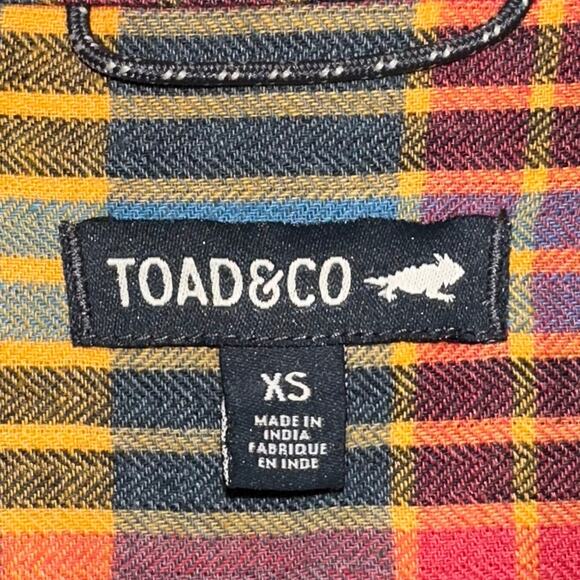 TOAD&CO
XS
MADE IN
INDIA
FABRIQUE
EN INDE